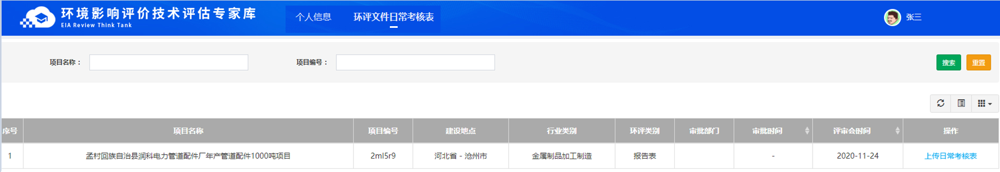 环境影响评价技术评估专家库
EIA Review Think Tank
个人信息 环评文件日常考核表
张三
项目名称： 项目编号： 搜索 重置
序号 项目名称 项目编号 建设地点 行业类别 环评类别 审批部门 审批时间 评审会时间 操作
1 孟村回族自治县润科电力管道配件厂年产管道配件1000吨项目 2ml5r9 河北省 - 沧州市 金属制品加工制造 报告表 - 2020-11-24 上传日常考核表